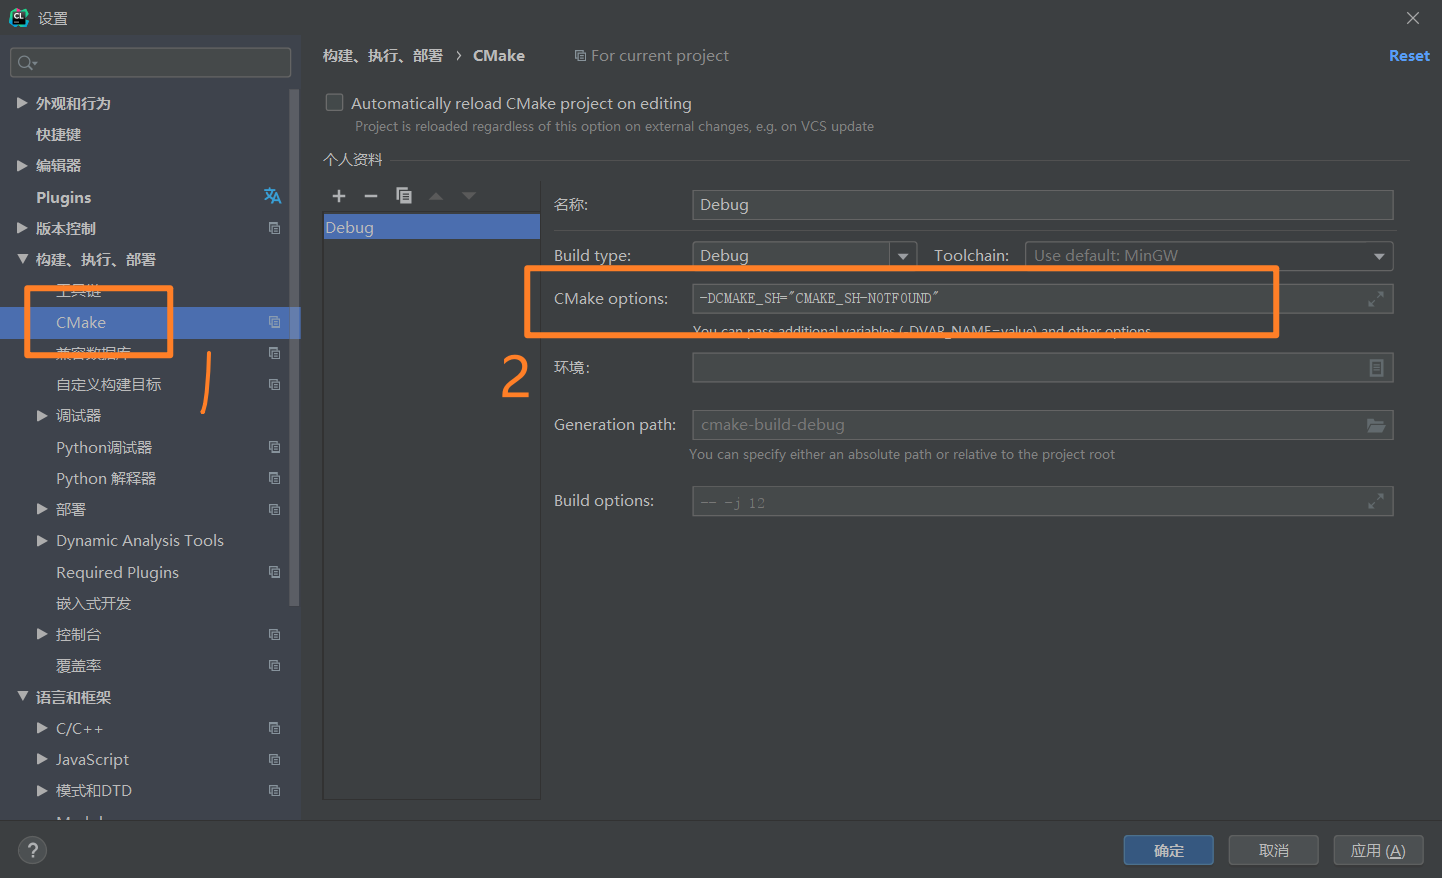 设置
构建、执行、部署 › CMake
For current project
Reset
Automatically reload CMake project on editing
Project is reloaded regardless of this option on external changes, e.g. on VCS update
个人资料
外观和行为
快捷键
编辑器
Plugins
版本控制
构建、执行、部署
工具链
CMake
兼容数据库
自定义构建目标
调试器
Python调试器
Python 解释器
部署
Dynamic Analysis Tools
Required Plugins
嵌入式开发
控制台
覆盖率
语言和框架
C/C++
JavaScript
模式和DTD
1
Debug
名称:
Debug
Build type:
Debug
Toolchain:
Use default: MinGW
CMake options:
-DCMAKE_SH="CMAKE_SH-NOTFOUND"
You can pass additional variables (-DVAR_NAME=value) and other options
2
环境:
Generation path:
cmake-build-debug
You can specify either an absolute path or relative to the project root
Build options:
-- -j 12
?
确定
取消
应用 (A)